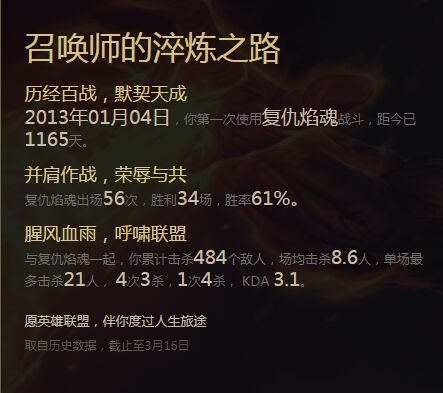 召唤师的淬炼之路
历经百战，默契天成
2013年01月04日，你第一次使用复仇焰魂战斗，距今已
1165天。
并肩作战，荣辱与共
复仇焰魂出场56次，胜利34场，胜率61%。
腥风血雨，呼啸联盟
与复仇焰魂一起，你累计击杀484个敌人，场均击杀8.6人，单场最
多击杀21人， 4次3杀，1次4杀， KDA 3.1。
愿英雄联盟，伴你度过人生旅途
取自历史数据，截止至3月16日